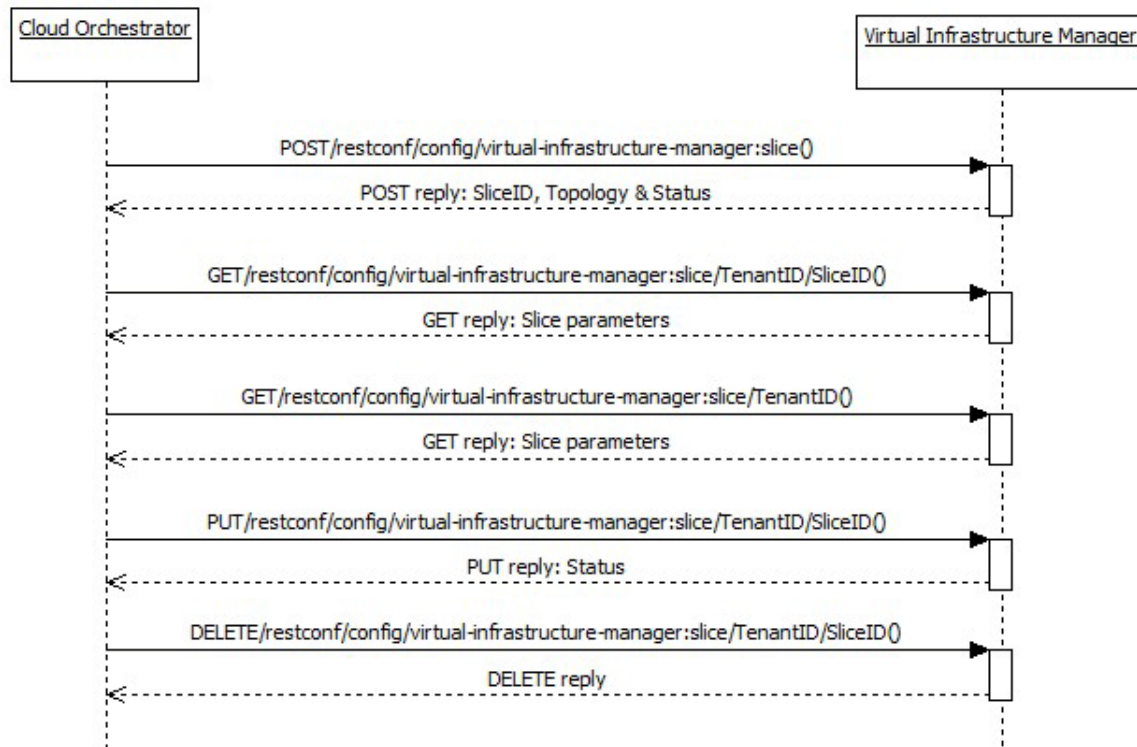 Cloud Orchestrator
Virtual Infrastructure Manager
POST/restconf/config/virtual-infrastructure-manager:slice()
POST reply: SliceID, Topology & Status
GET/restconf/config/virtual-infrastructure-manager:slice/TenantID/SliceID()
GET reply: Slice parameters
GET/restconf/config/virtual-infrastructure-manager:slice/TenantID()
GET reply: Slice parameters
PUT/restconf/config/virtual-infrastructure-manager:slice/TenantID/SliceID()
PUT reply: Status
DELETE/restconf/config/virtual-infrastructure-manager:slice/TenantID/SliceID()
DELETE reply